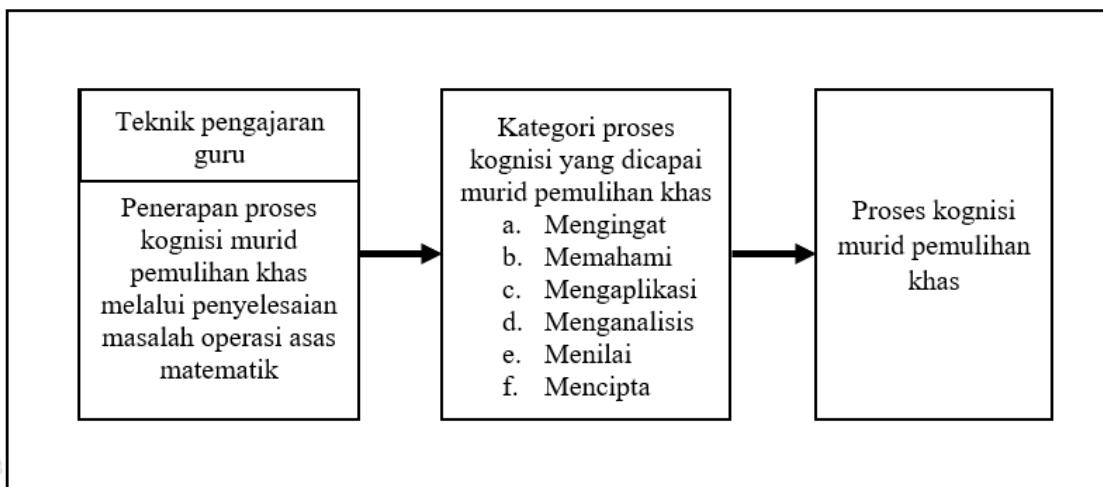 Teknik pengajaran
guru
Penerapan proses
kognisi murid
pemulihan khas
melalui penyelesaian
masalah operasi asas
matematik
Kategori proses
kognisi yang dicapai
murid pemulihan khas
a. Mengingat
b. Memahami
c. Mengaplikasi
d. Menganalisis
e. Menilai
f. Mencipta
Proses kognisi
murid pemulihan
khas